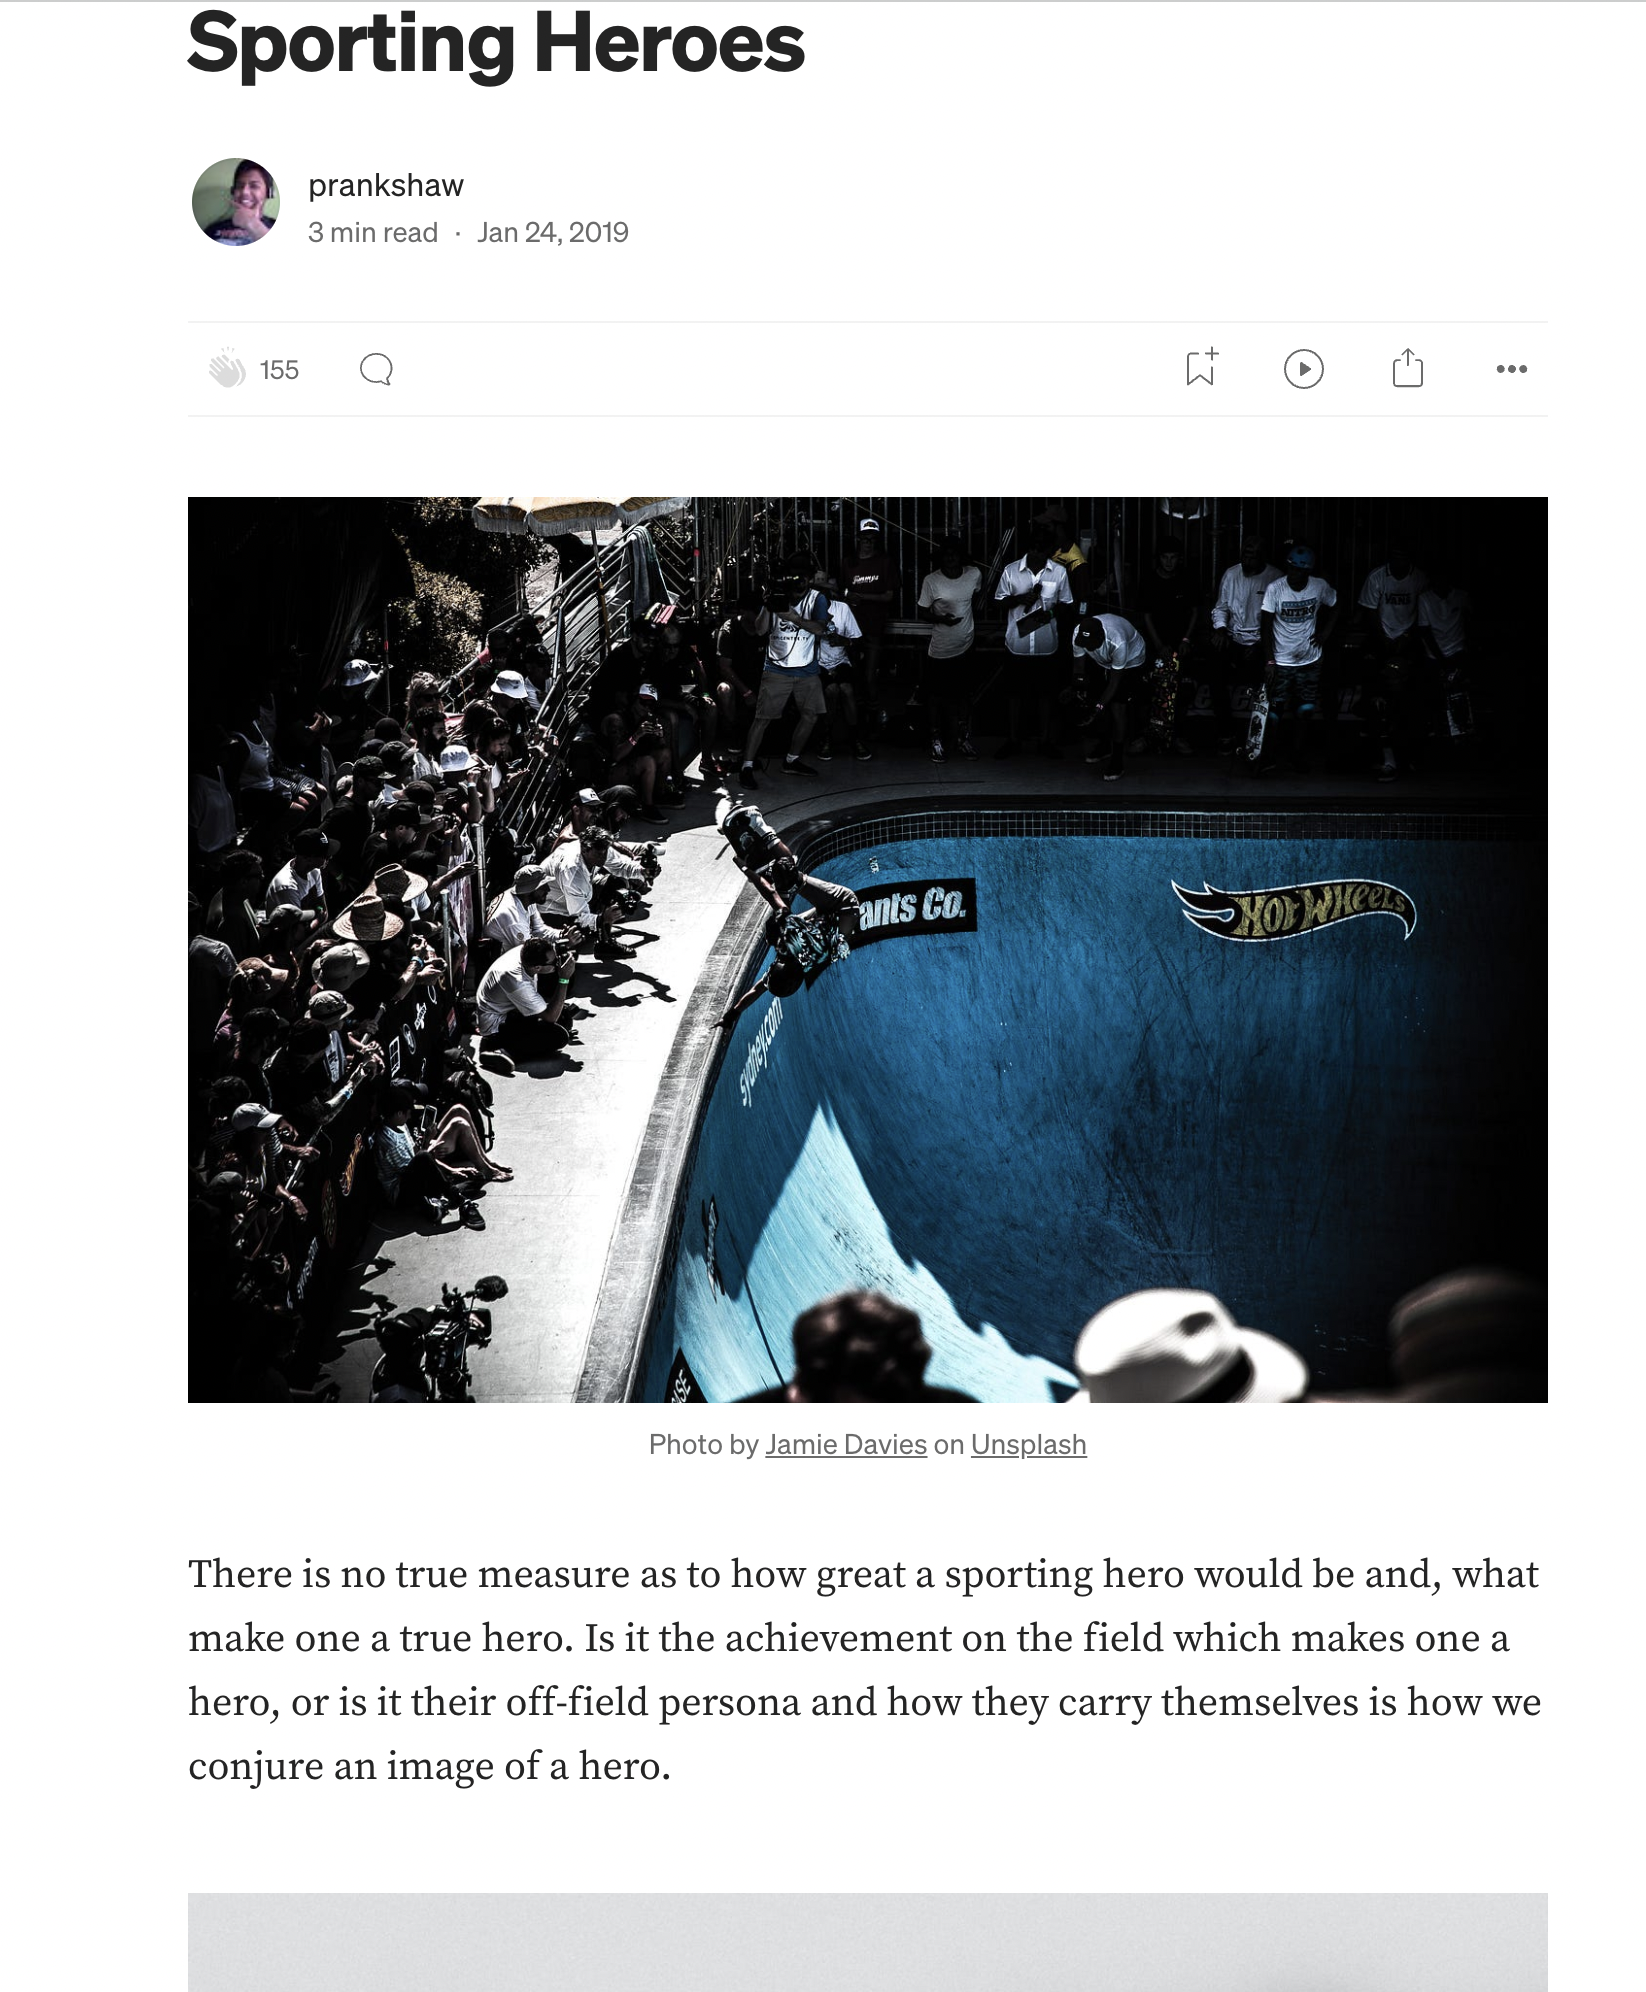 Sporting Heroes
prankshaw
3 min read · Jan 24, 2019
155
NITRO
VANS
ants Co.
HOT WHEELS
sydney.com
Photo by Jamie Davies on Unsplash
There is no true measure as to how great a sporting hero would be and, what
make one a true hero. Is it the achievement on the field which makes one a
hero, or is it their off-field persona and how they carry themselves is how we
conjure an image of a hero.